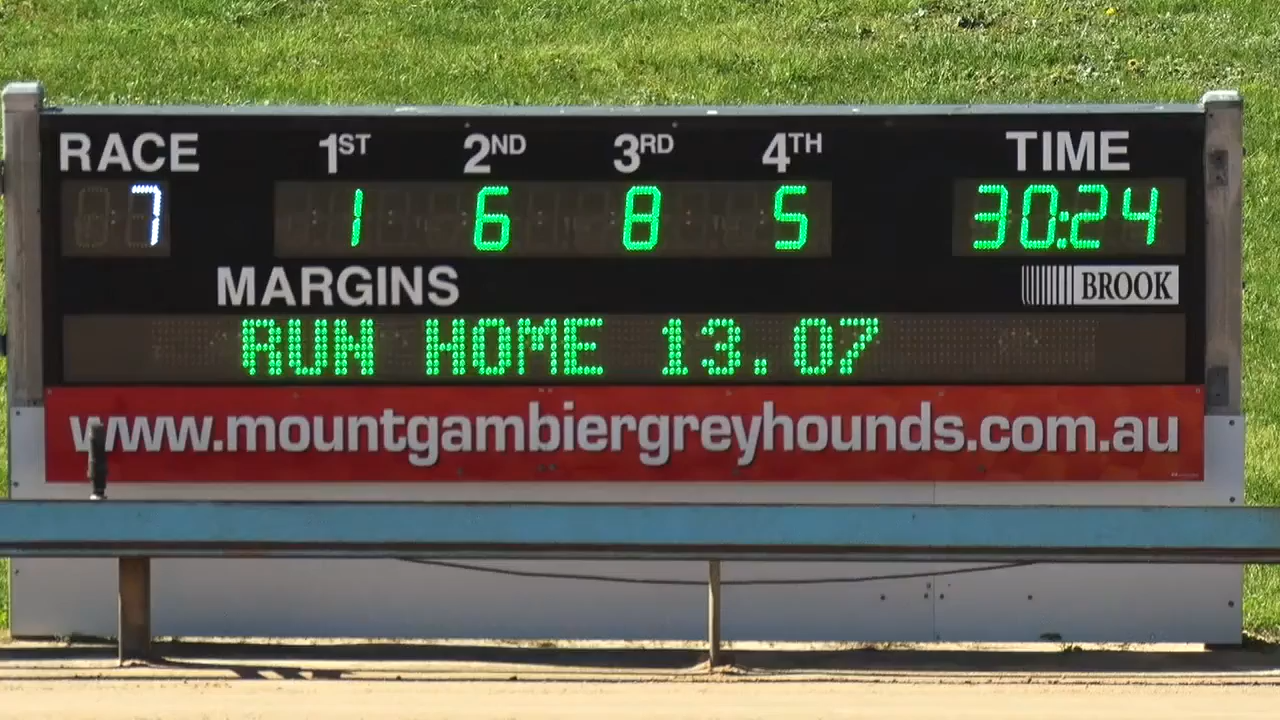 RACE 1ST 2ND 3RD 4TH TIME
7 1 6 8 5 30:24
MARGINS BROOK
RUN HOME 13.07
www.mountgambiergreyhounds.com.au